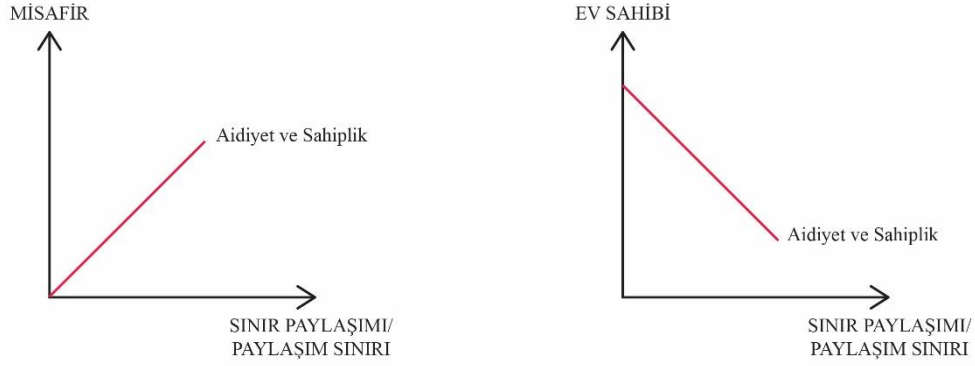 MİSAFİR
Aidiyet ve Sahiplik
SINIR PAYLAŞIMI/
PAYLAŞIM SINIRI
EV SAHİBİ
Aidiyet ve Sahiplik
SINIR PAYLAŞIMI/
PAYLAŞIM SINIRI